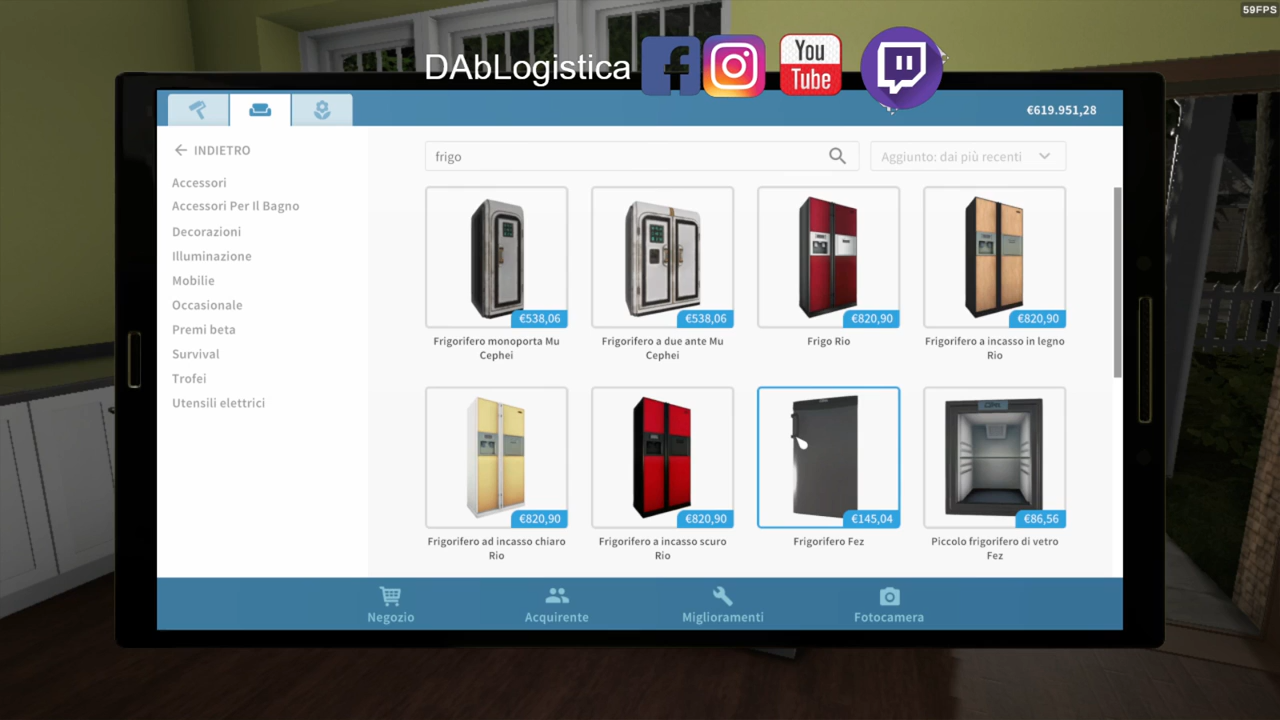 59FPS
DAbLogistica
You
Tube
€619.951,28
INDIETRO
frigo
Aggiunto: dai più recenti
Accessori
Accessori Per Il Bagno
Decorazioni
Illuminazione
Mobilie
Occasionale
Premi beta
Survival
Trofei
Utensili elettrici
€538,06
€538,06
€820,90
€820,90
Frigorifero monoporta Mu
Cephei
Frigorifero a due ante Mu
Cephei
Frigo Rio
Frigorifero a incasso in legno
Rio
€820,90
€820,90
€145,04
€86,56
Frigorifero ad incasso chiaro
Rio
Frigorifero a incasso scuro
Rio
Frigorifero Fez
Piccolo frigorifero di vetro
Fez
Negozio
Acquirente
Miglioramenti
Fotocamera